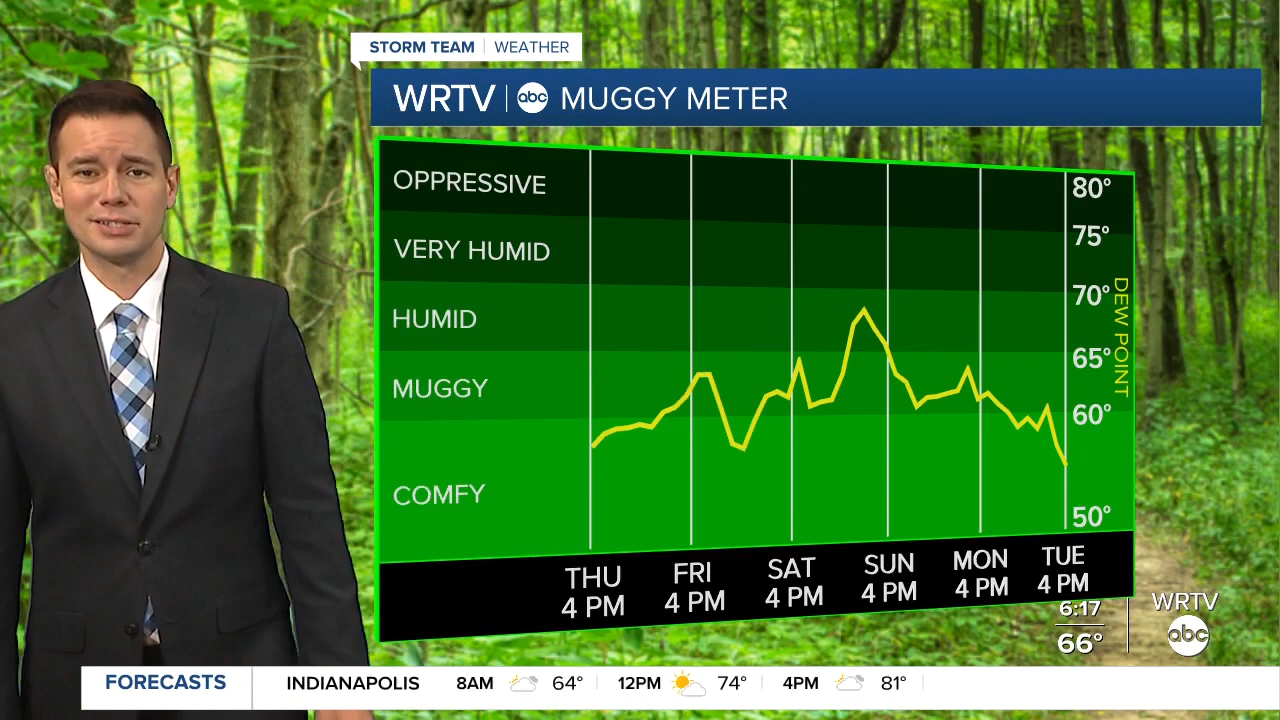 STORM TEAM | WEATHER
WRTV | abc MUGGY METER
OPPRESSIVE
VERY HUMID
HUMID
MUGGY
COMFY
80°
75°
70°
65°
60°
50°
DEW POINT
THU
4 PM
FRI
4 PM
SAT
4 PM
SUN
4 PM
MON
4 PM
TUE
4 PM
6:17
66°
WRTV
abc
FORECASTS INDIANAPOLIS 8AM 64° 12PM 74° 4PM 81°